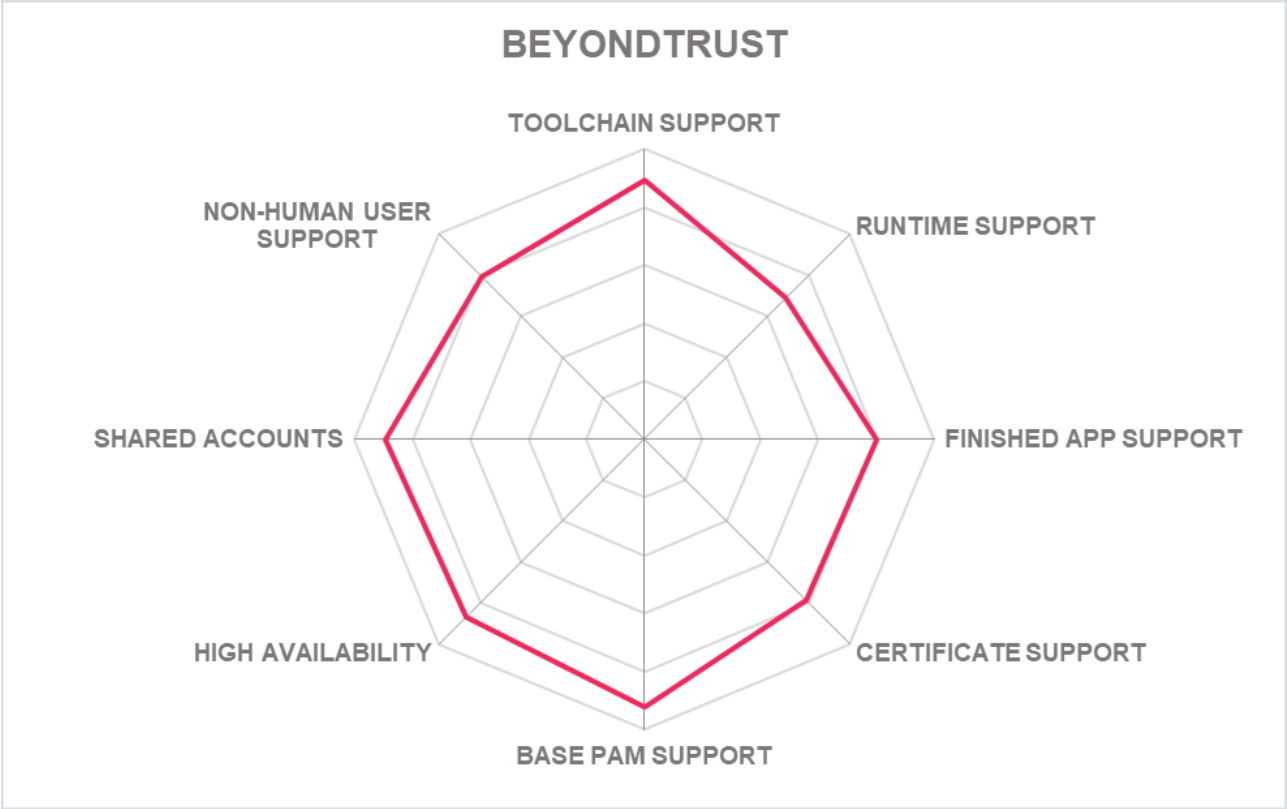 BEYONDTRUST
TOOLCHAIN SUPPORT
RUNTIME SUPPORT
FINISHED APP SUPPORT
CERTIFICATE SUPPORT
BASE PAM SUPPORT
HIGH AVAILABILITY
SHARED ACCOUNTS
NON-HUMAN USER
SUPPORT